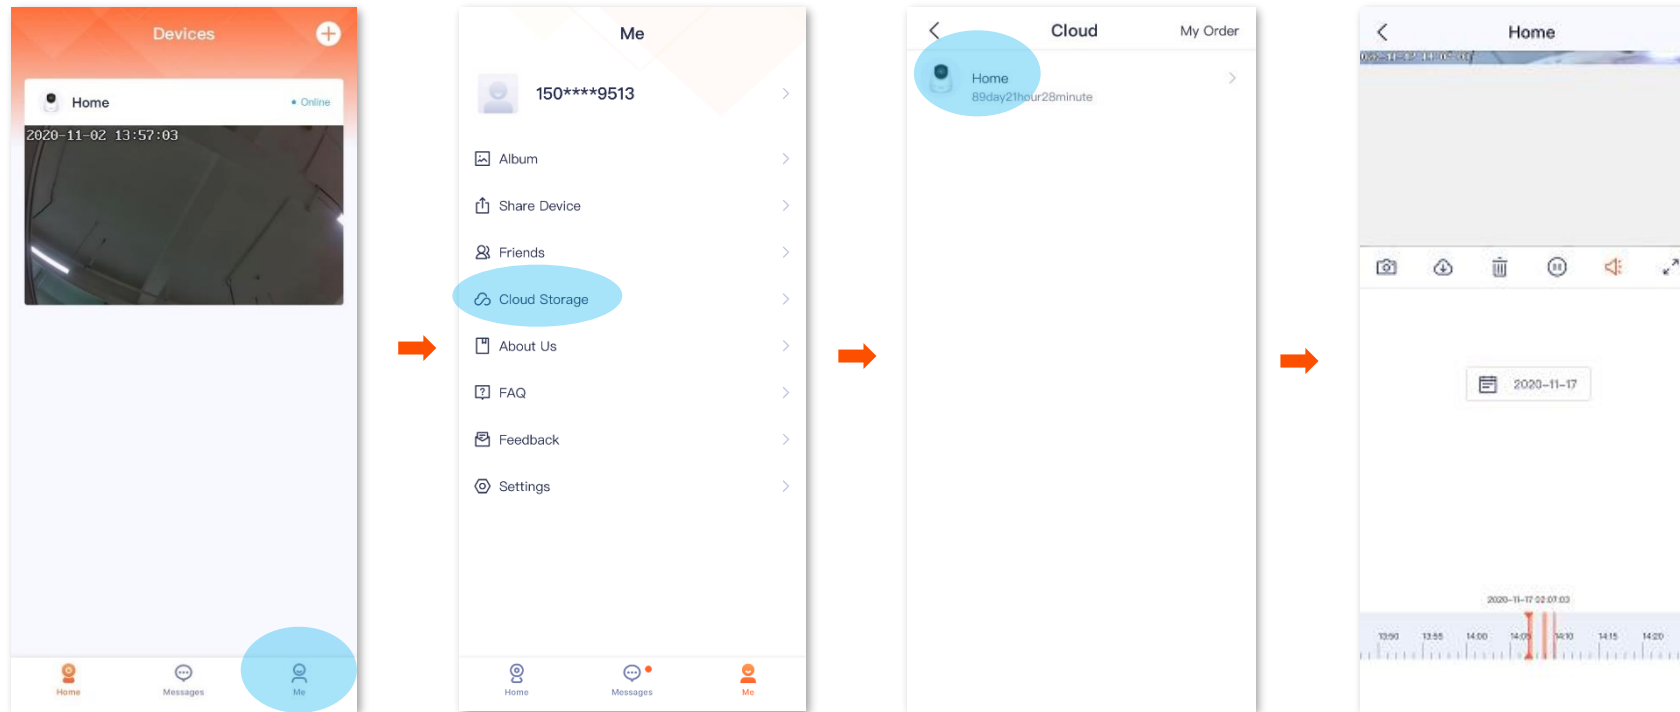 Devices
Home
Online
2020-11-02 13:57:03
Home
Messages
Me
Me
150****9513
Album
Share Device
Friends
Cloud Storage
About Us
FAQ
Feedback
Settings
Home
Messages
Me
Cloud
My Order
Home
89day21hour28minute
Home
2020-11-17
2020-11-17 02:07:03
13:50 13:55 14:00 14:05 14:10 14:15 14:20